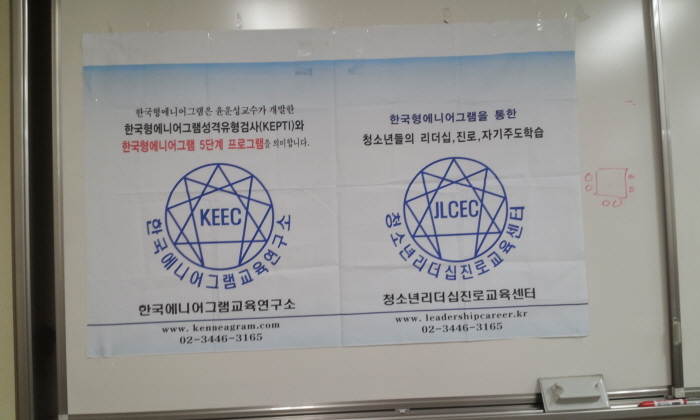 한국형에니어그램은 윤운성교수가 개발한
한국형에니어그램성격유형검사(KEPTI)와
한국형에니어그램 5단계 프로그램을 의미합니다.
KEEC
한국에니어그램교육연구소
한국에니어그램교육연구소
www.kenneagram.com
02-3446-3165
한국형에니어그램을 통한
청소년들의 리더십,진로,자기주도학습
JLCEC
청소년리더십진로교육센터
청소년리더십진로교육센터
www.leadershipcareer.kr
02-3446-3165